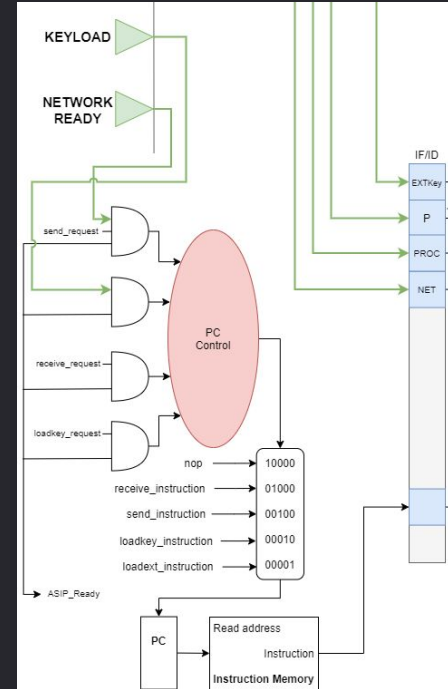 KEYLOAD
NETWORK
READY
IF/ID
EXTKey
P
PROC
NET
send_request
receive_request
loadkey_request
PC
Control
nop
10000
receive_instruction
01000
send_instruction
00100
loadkey_instruction
00010
loadext_instruction
00001
ASIP_Ready
PC
Read address
Instruction
Instruction Memory